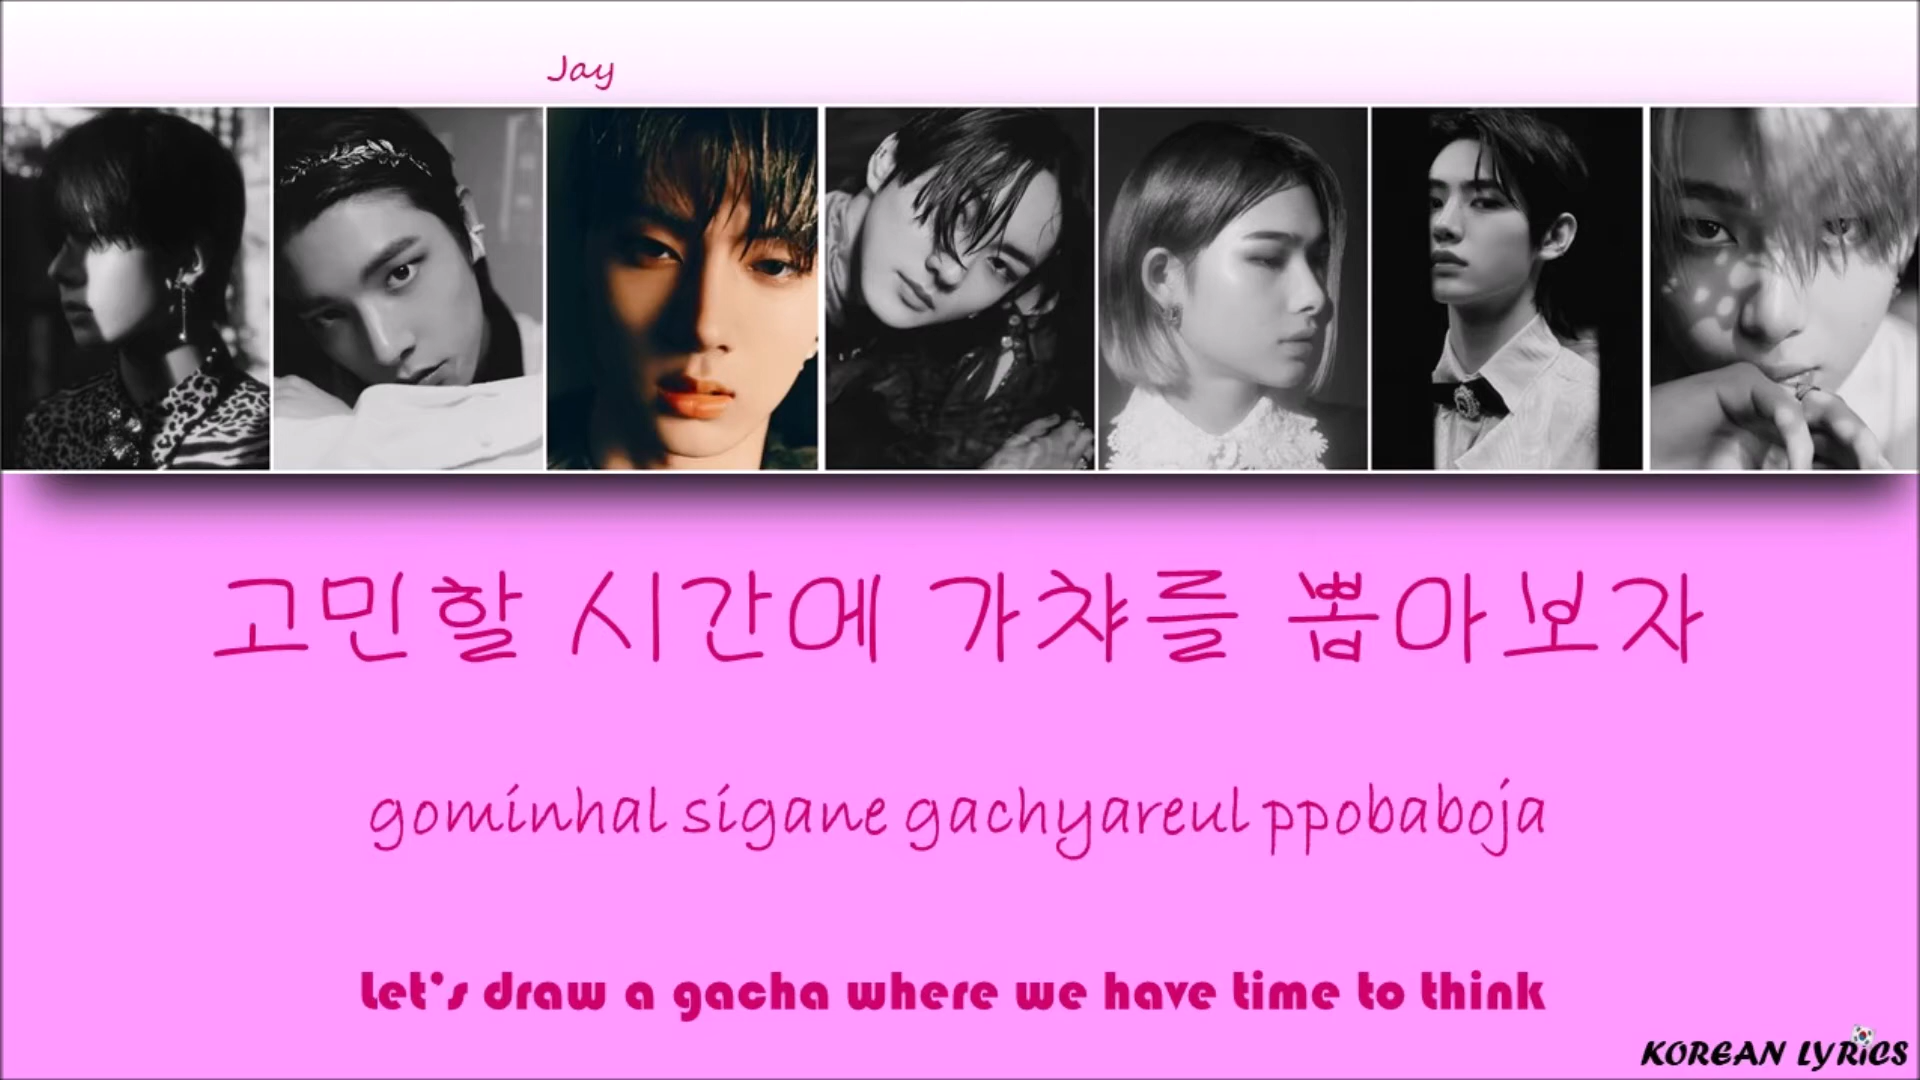 Jay
고민할 시간에 가챠를 뽑아보자
gominhal sigane gachyareul ppobaboja
Let's draw a gacha where we have time to think
KOREAN LYRICS